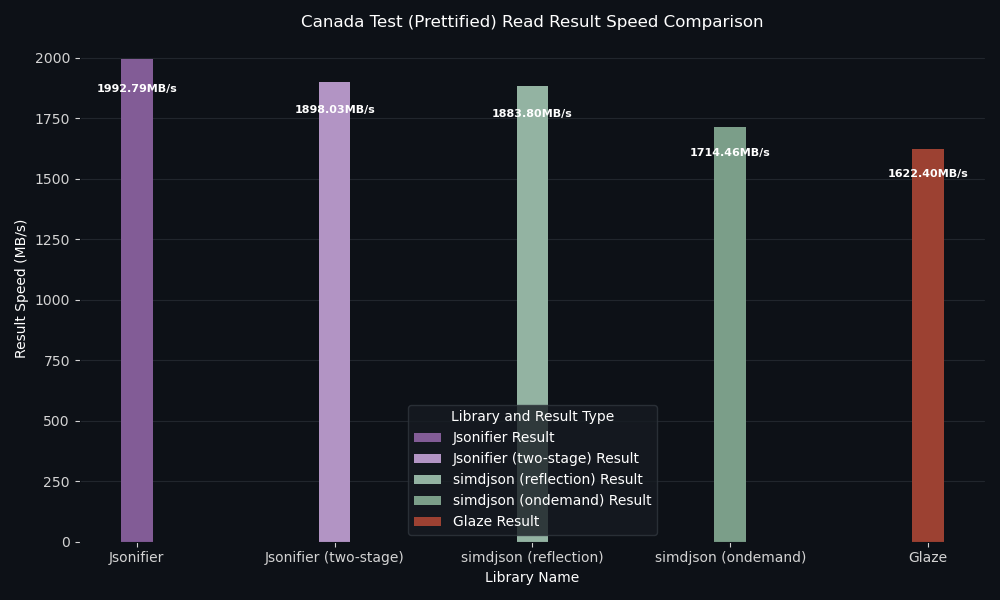 Canada Test (Prettified) Read Result Speed Comparison
Result Speed (MB/s)
2000
1750
1500
1250
1000
750
500
250
0
1992.79MB/s
1898.03MB/s
1883.80MB/s
1714.46MB/s
1622.40MB/s
Library and Result Type
Jsonifier Result
Jsonifier (two-stage) Result
simdjson (reflection) Result
simdjson (ondemand) Result
Glaze Result
Jsonifier
Jsonifier (two-stage)
simdjson (reflection)
simdjson (ondemand)
Glaze
Library Name